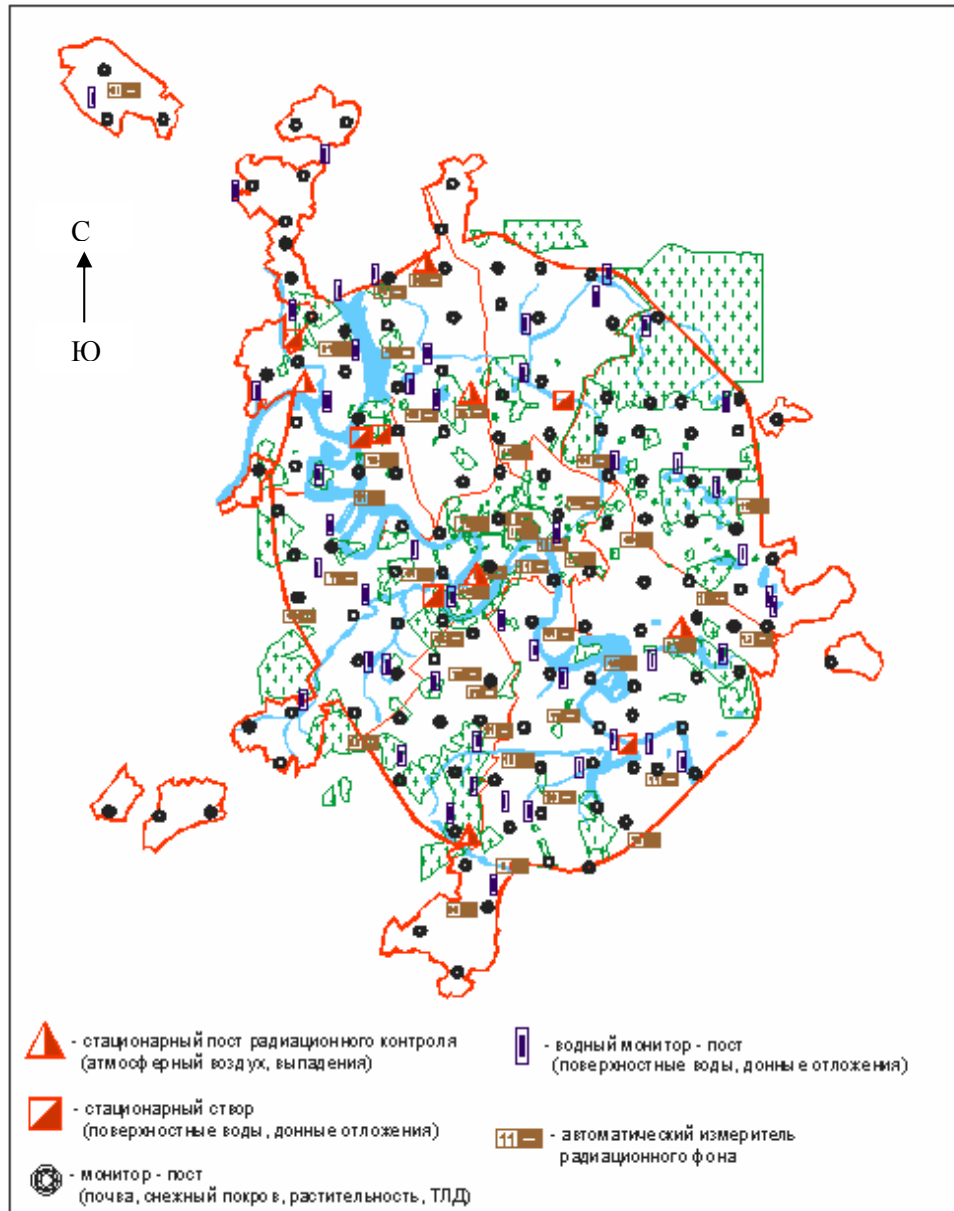 С
Ю
- стационарный пост радиационного контроля
(атмосферный воздух, выпадения)
- стационарный створ
(поверхностные воды, донные отложения)
- монитор - пост
(почва, снежный покров, растительность, ТЛД)
- водный монитор - пост
(поверхностные воды, донные отложения)
11 - автоматический измеритель
радиационного фона